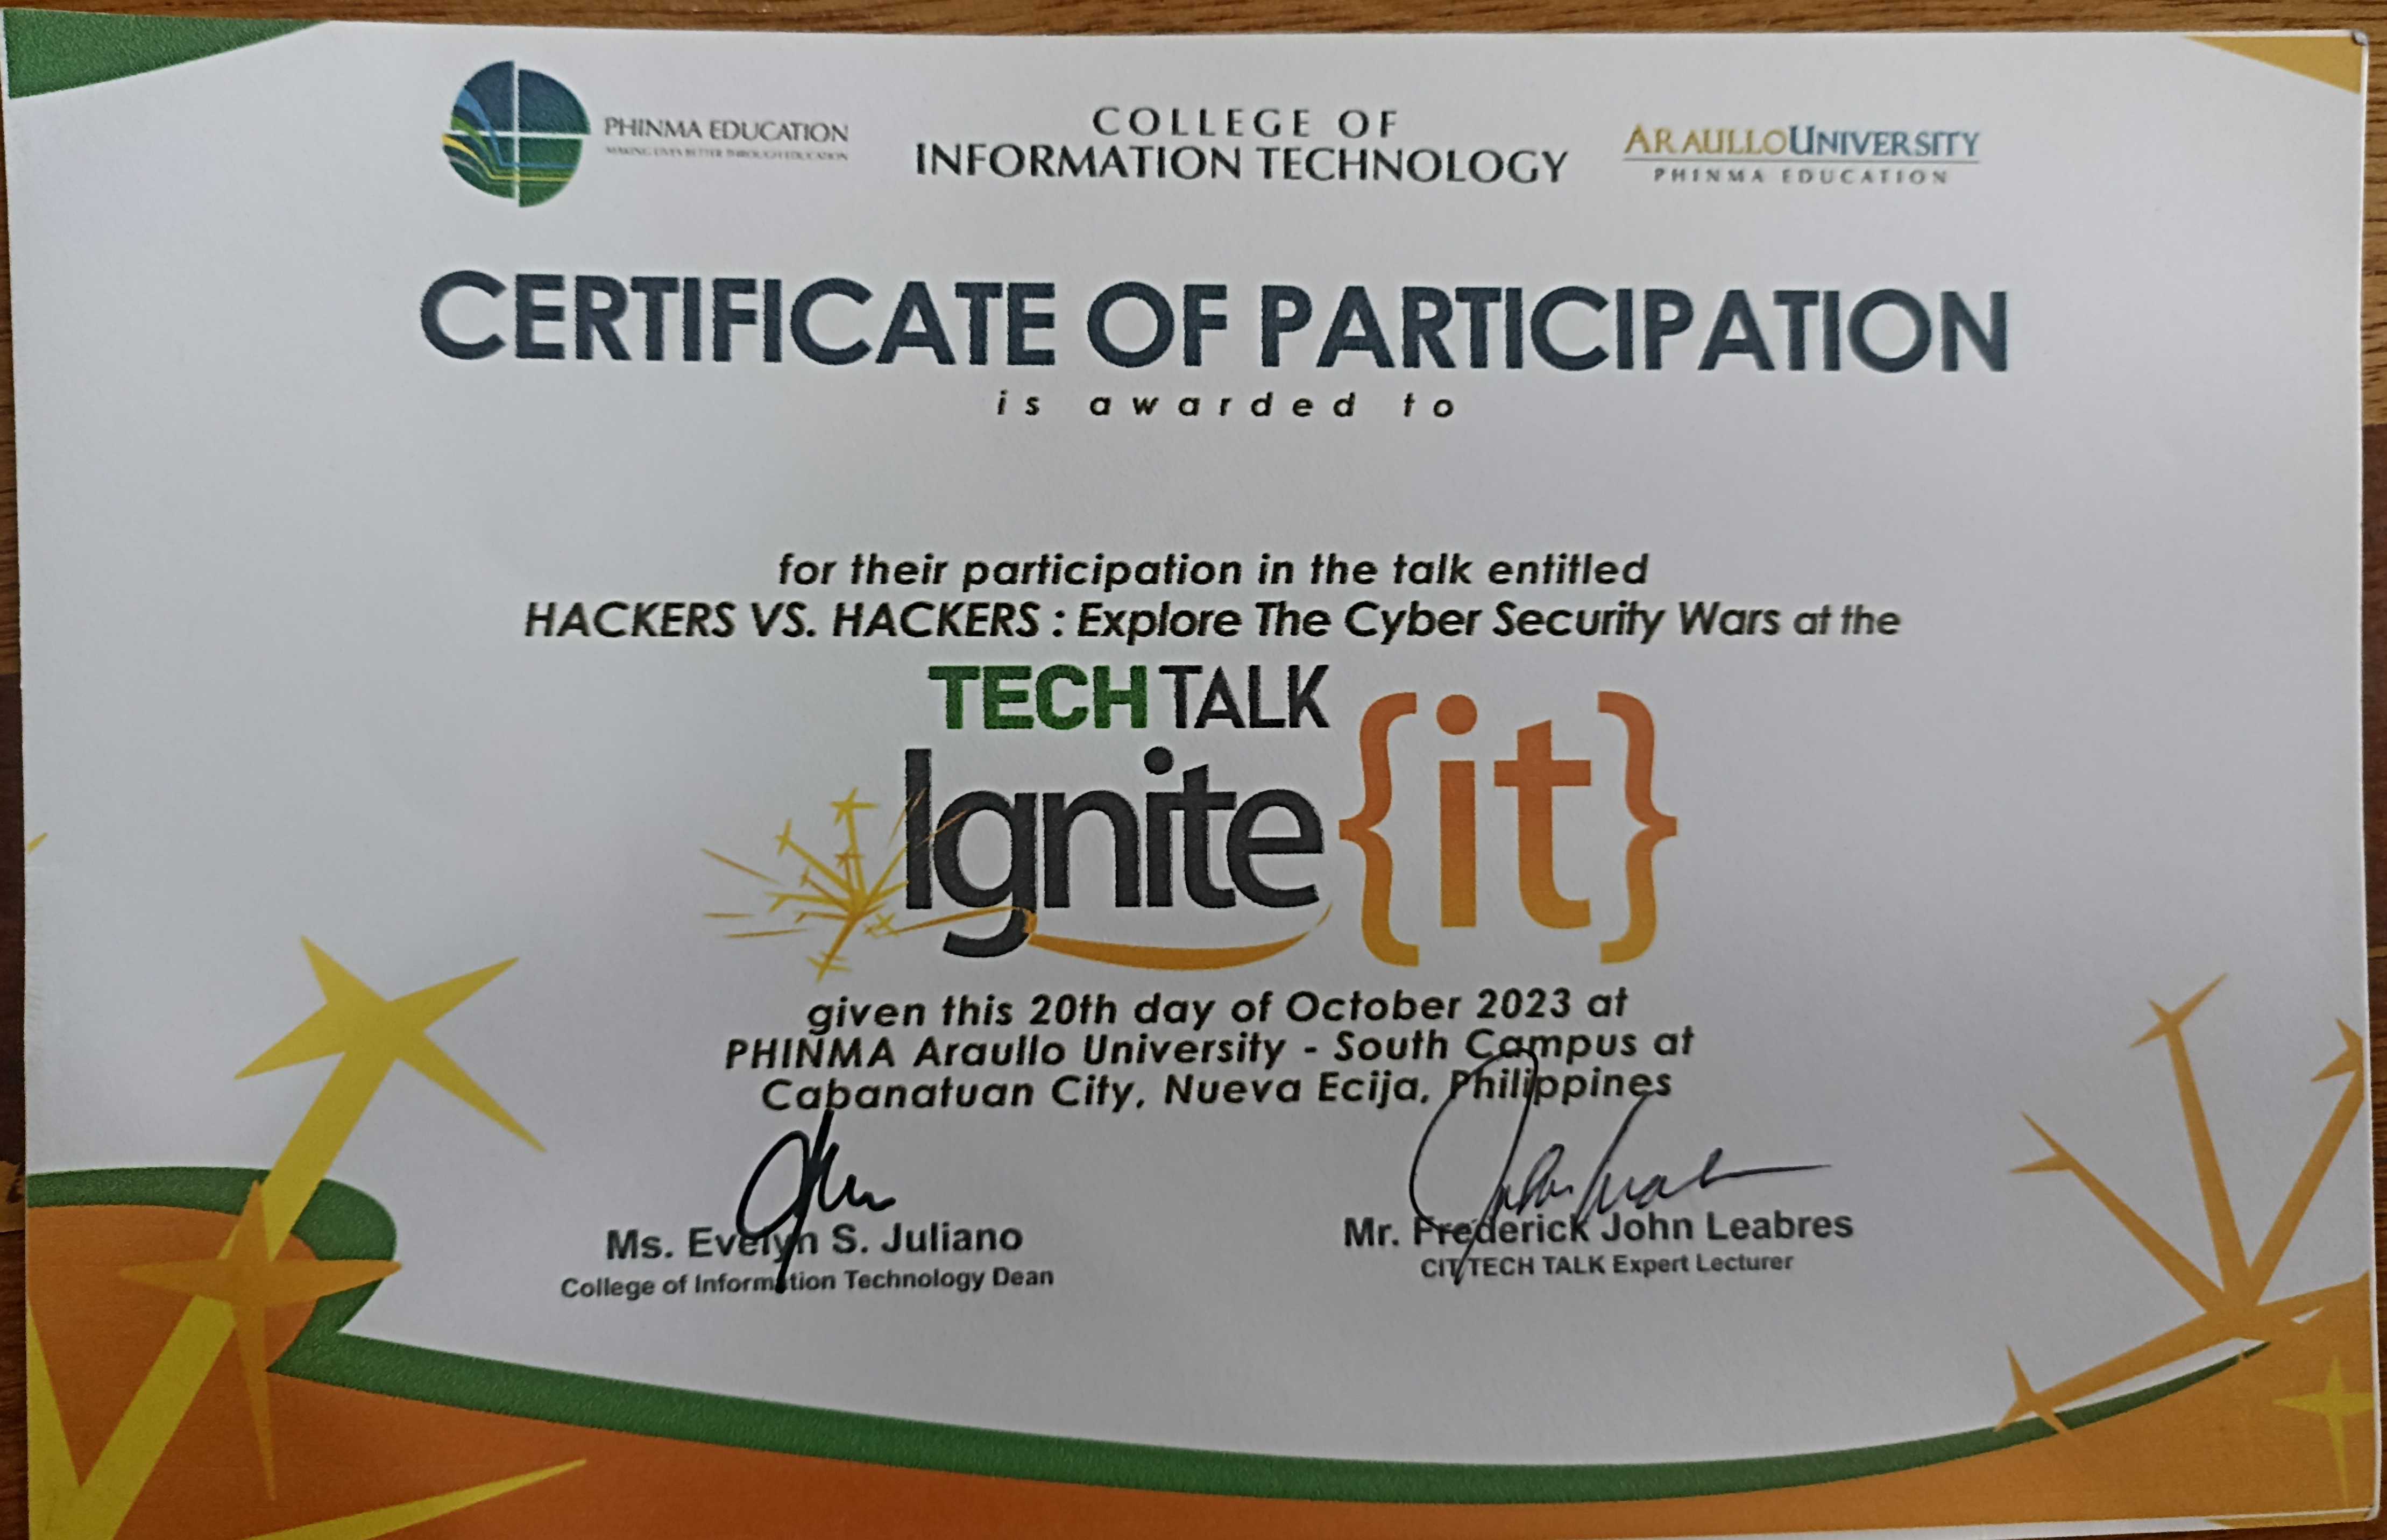 PHINMA EDUCATION
MAKING LIVES BETTER THROUGH EDUCATION
COLLEGE OF
INFORMATION TECHNOLOGY
ARAULLO UNIVERSITY
PHINMA EDUCATION
CERTIFICATE OF PARTICIPATION
is awarded to
for their participation in the talk entitled
HACKERS VS. HACKERS : Explore The Cyber Security Wars at the
TECH TALK
Ignite {it}
given this 20th day of October 2023 at
PHINMA Araullo University - South Campus at
Cabanatuan City, Nueva Ecija, Philippines
Ms. Evelyn S. Juliano
College of Information Technology Dean
Mr. Frederick John Leabres
CIT TECH TALK Expert Lecturer